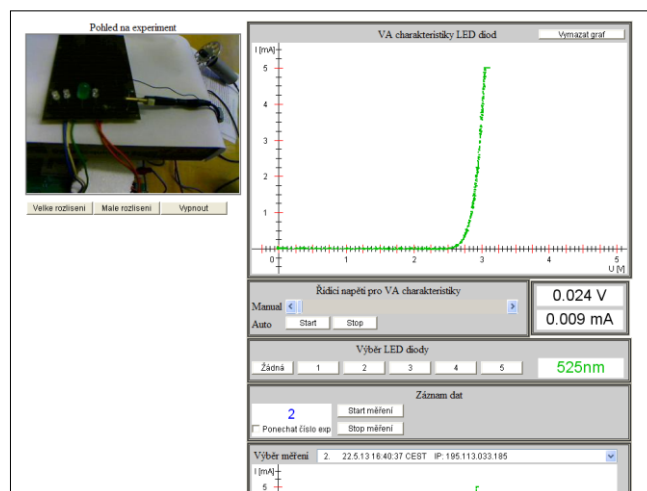 Pohled na experiment
Velke rozliseni Male rozliseni Vypnout
VA charakteristiky LED diod
Vymazat graf
I [mA]
5
4
3
2
1
0 1 2 3 4 5
U [V]
Řídicí napětí pro VA charakteristiky
Manual
Auto Start Stop
0.024 V
0.009 mA
Výběr LED diody
Žádná 1 2 3 4 5
525nm
Záznam dat
2
Ponechat číslo exp
Start měření
Stop měření
Výběr měření 2. 22.5.13 16:40:37 CEST IP: 195.113.033.185
I [mA]
5